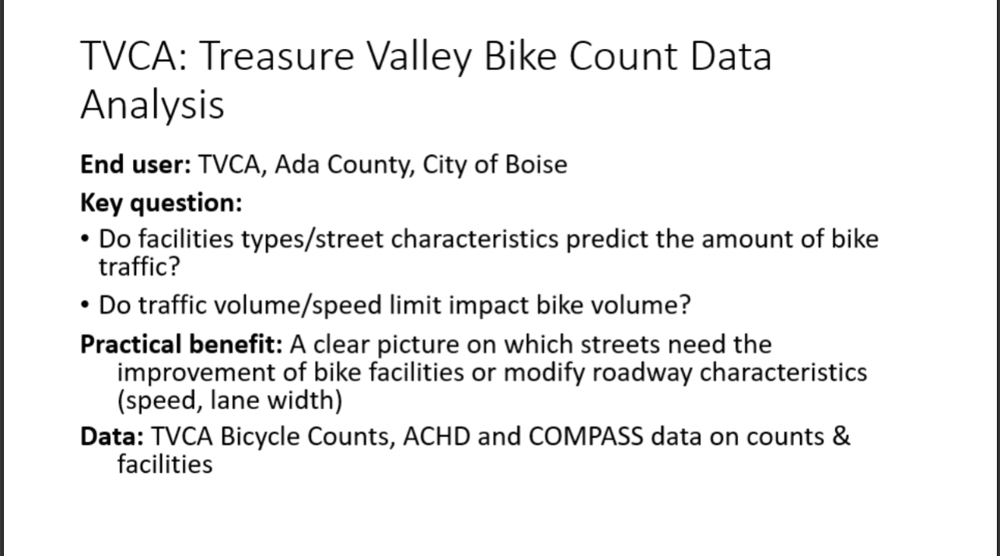 TVCA: Treasure Valley Bike Count Data
Analysis
End user: TVCA, Ada County, City of Boise
Key question:
• Do facilities types/street characteristics predict the amount of bike
traffic?
• Do traffic volume/speed limit impact bike volume?
Practical benefit: A clear picture on which streets need the
improvement of bike facilities or modify roadway characteristics
(speed, lane width)
Data: TVCA Bicycle Counts, ACHD and COMPASS data on counts &
facilities